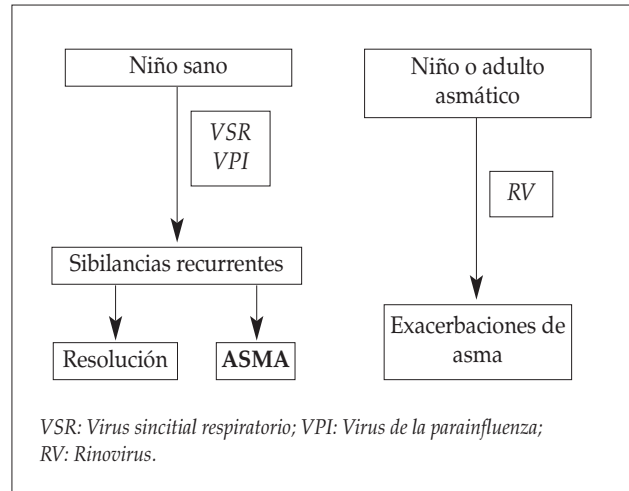 Niño sano
VSR
VPI
Sibilancias recurrentes
Resolución
ASMA
Niño o adulto
asmático
RV
Exacerbaciones de
asma
VSR: Virus sincitial respiratorio; VPI: Virus de la parainfluenza;
RV: Rinovirus.